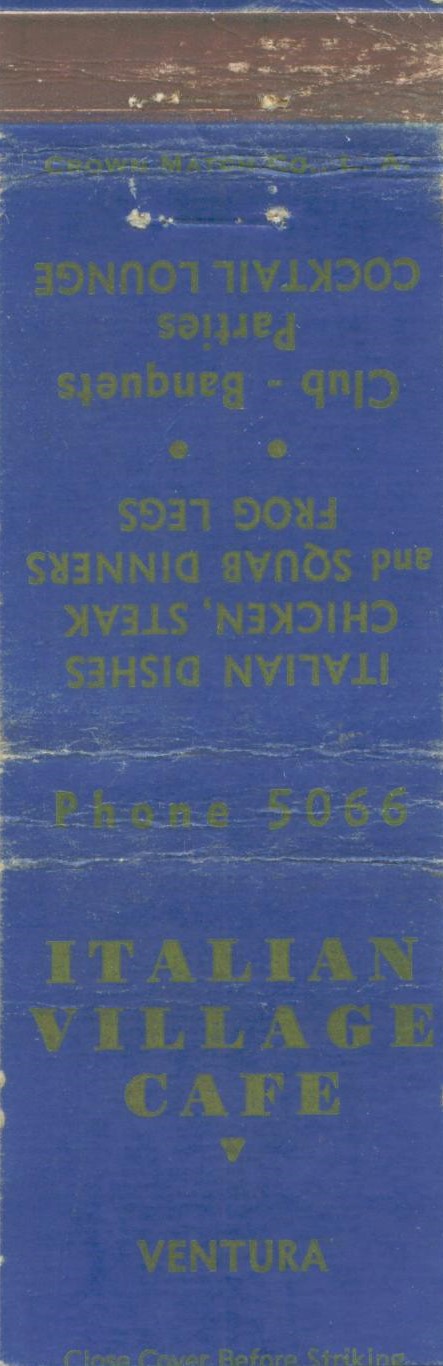 CROWN MATCH CO., L. A.
ITALIAN DISHES
CHICKEN, STEAK
and SQUAB DINNERS
FROG LEGS
Club - Banquets
Parties
COCKTAIL LOUNGE
Phone 5066
ITALIAN
VILLAGE
CAFE
VENTURA
Close Cover Before Striking